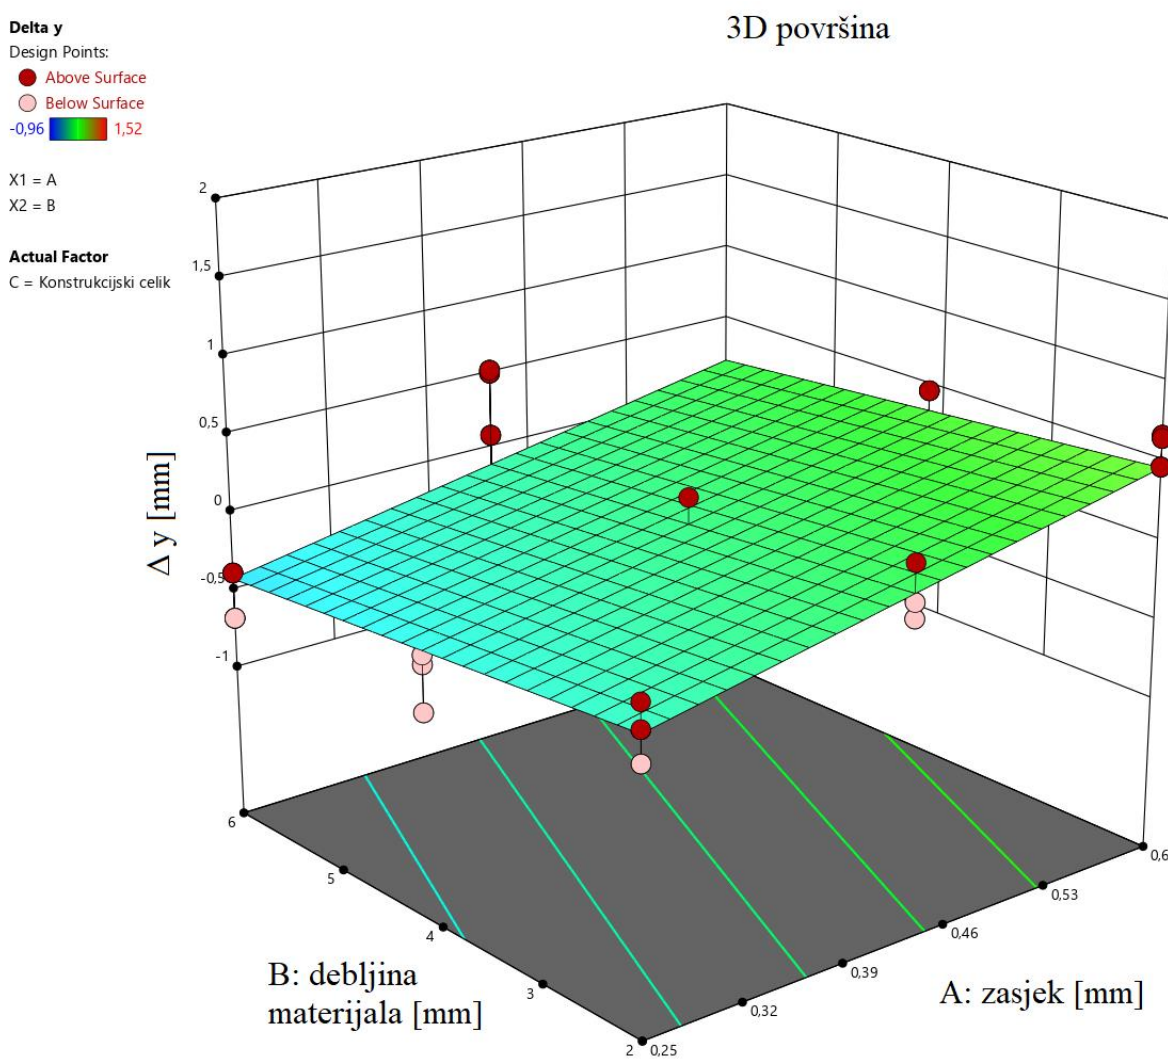 3D površina
Delta y
Design Points:
Above Surface
Below Surface
-0,96 1,52
X1 = A
X2 = B
Actual Factor
C = Konstrukcijski celik
Δ y [mm]
2
1,5
1
0,5
0
-0,5
-1
6
5
4
3
2
B: debljina
materijala [mm]
0,25
0,32
0,39
0,46
0,53
0,6
A: zasjek [mm]